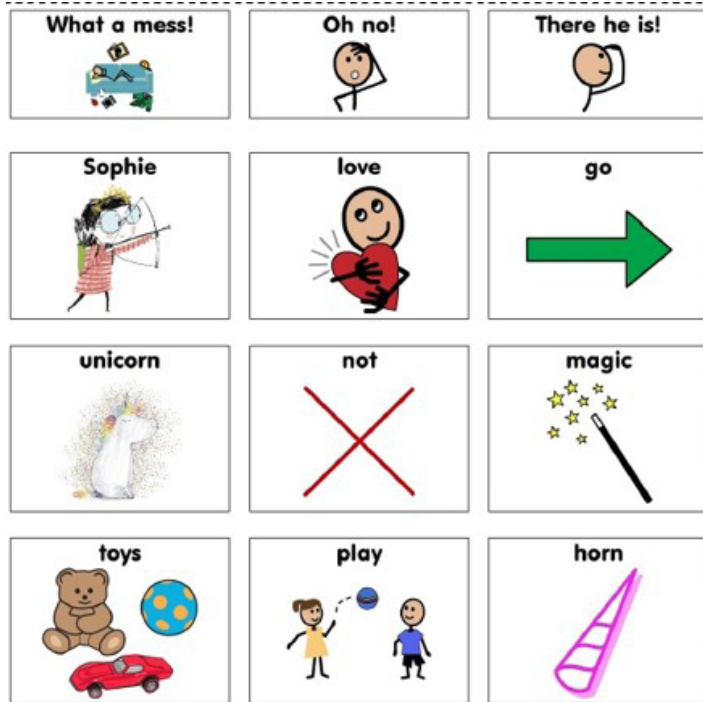 What a mess!
Oh no!
There he is!
Sophie
love
go
unicorn
not
magic
toys
play
horn